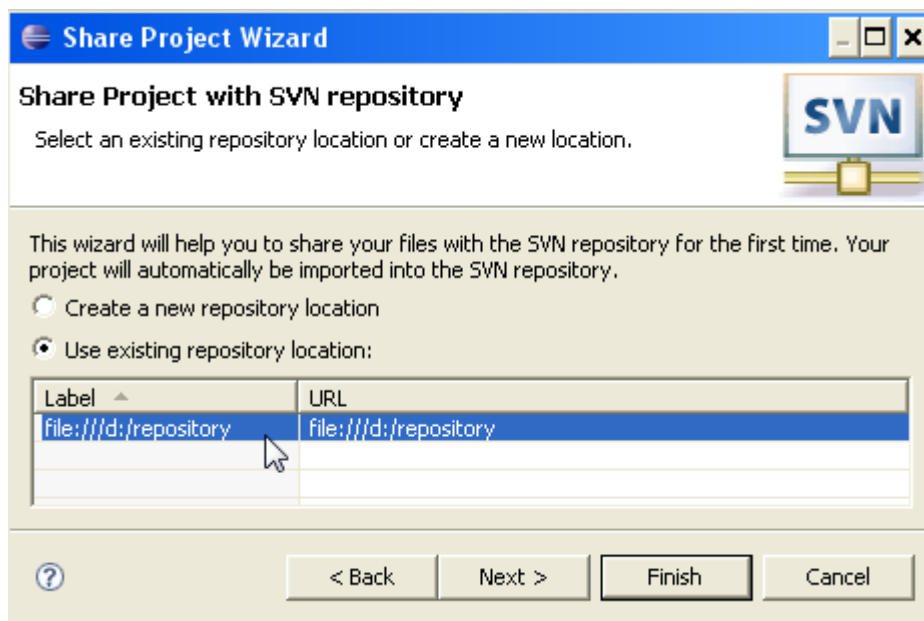 Share Project Wizard
Share Project with SVN repository
Select an existing repository location or create a new location.
SVN
This wizard will help you to share your files with the SVN repository for the first time. Your
project will automatically be imported into the SVN repository.
Create a new repository location
Use existing repository location:
Label URL
file:///d:/repository file:///d:/repository
? < Back Next > Finish Cancel